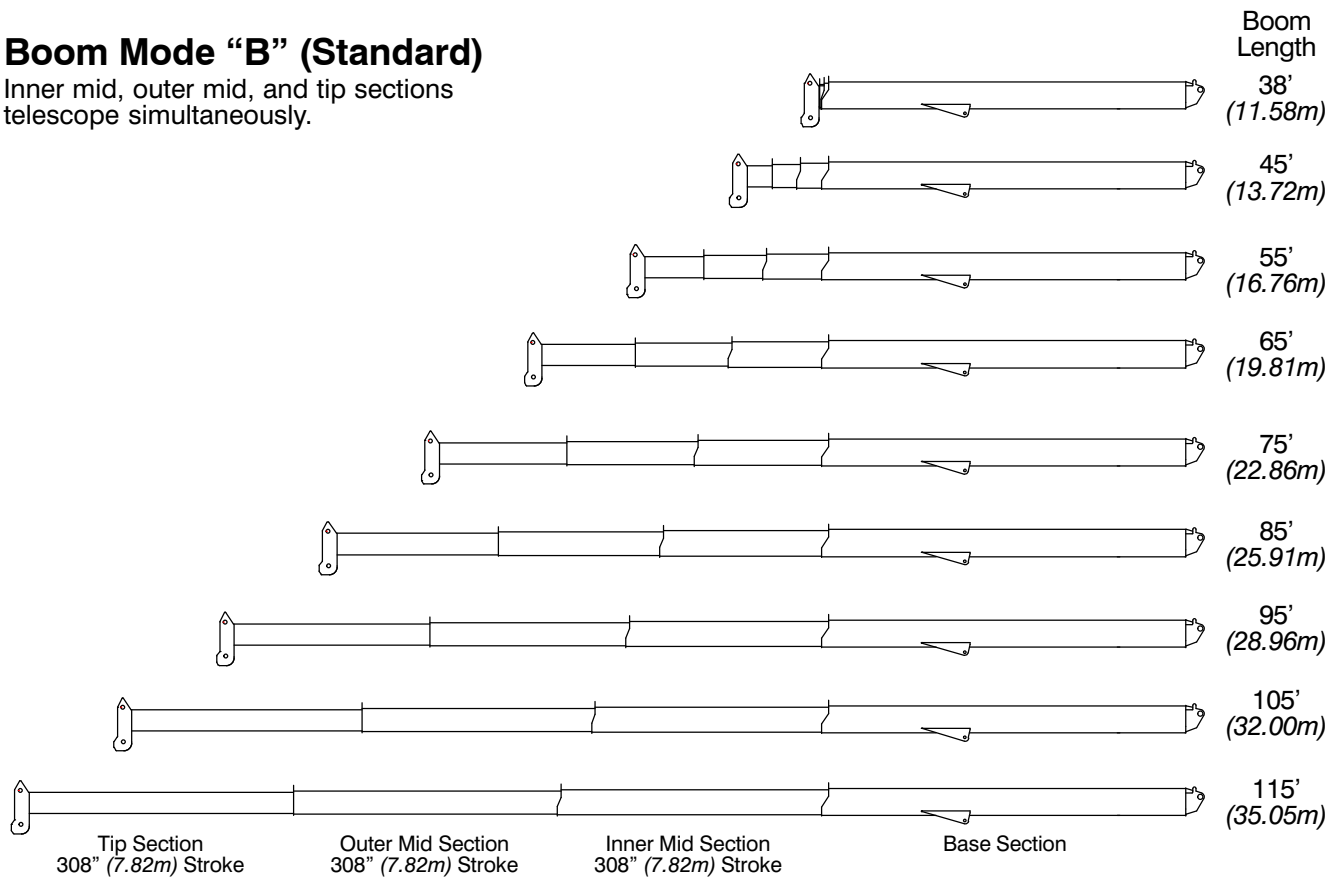 Boom Mode “B” (Standard)
Inner mid, outer mid, and tip sections
telescope simultaneously.
Boom
Length
38’
(11.58m)
45’
(13.72m)
55’
(16.76m)
65’
(19.81m)
75’
(22.86m)
85’
(25.91m)
95’
(28.96m)
105’
(32.00m)
115’
(35.05m)
Tip Section
308” (7.82m) Stroke
Outer Mid Section
308” (7.82m) Stroke
Inner Mid Section
308” (7.82m) Stroke
Base Section